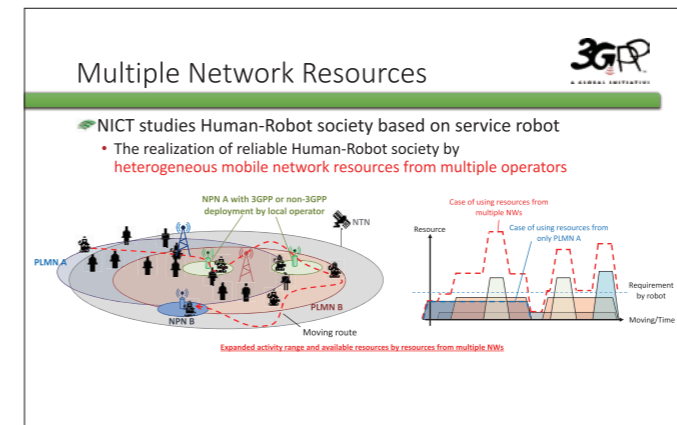 3GPP
A GLOBAL INITIATIVE
Multiple Network Resources
NICT studies Human-Robot society based on service robot
• The realization of reliable Human-Robot society by
heterogeneous mobile network resources from multiple operators
NPN A with 3GPP or non-3GPP
deployment by local operator
NTN
PLMN A
PLMN B
NPN B
Moving route
Case of using resources from
multiple NWs
Resource
Case of using resources from
only PLMN A
Requirement
by robot
Moving/Time
Expanded activity range and available resources by resources from multiple NWs